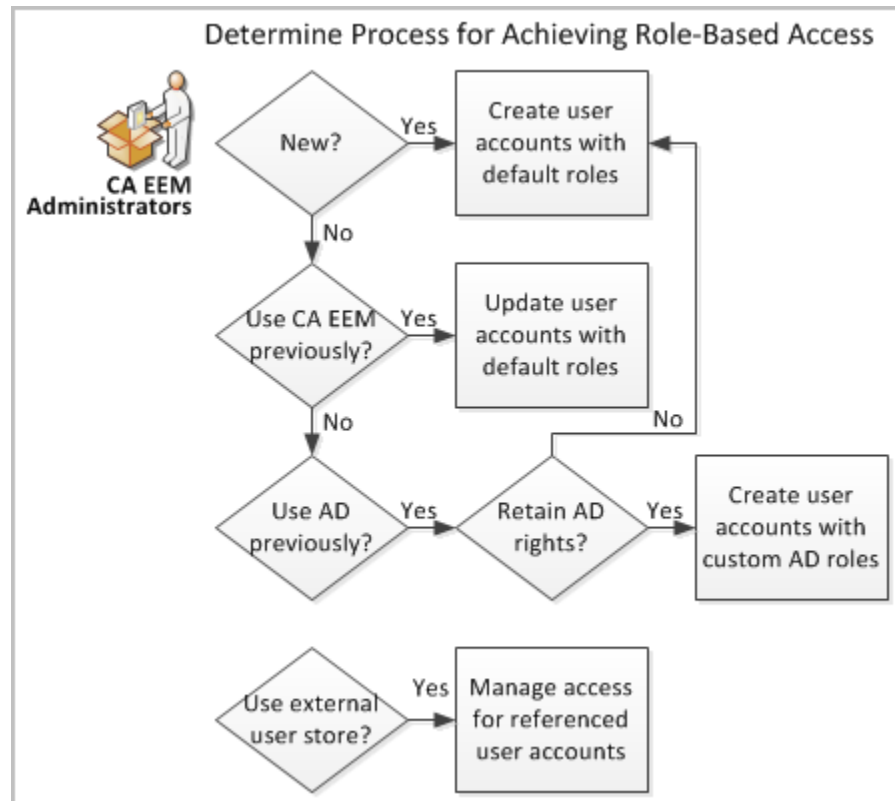 Determine Process for Achieving Role-Based Access
CA EEM
Administrators
New?
Yes
Create user
accounts with
default roles
No
Use CA EEM
previously?
Yes
Update user
accounts with
default roles
No
No
Use AD
previously?
Yes
Retain AD
rights?
Yes
Create user
accounts with
custom AD roles
Use external
user store?
Yes
Manage access
for referenced
user accounts